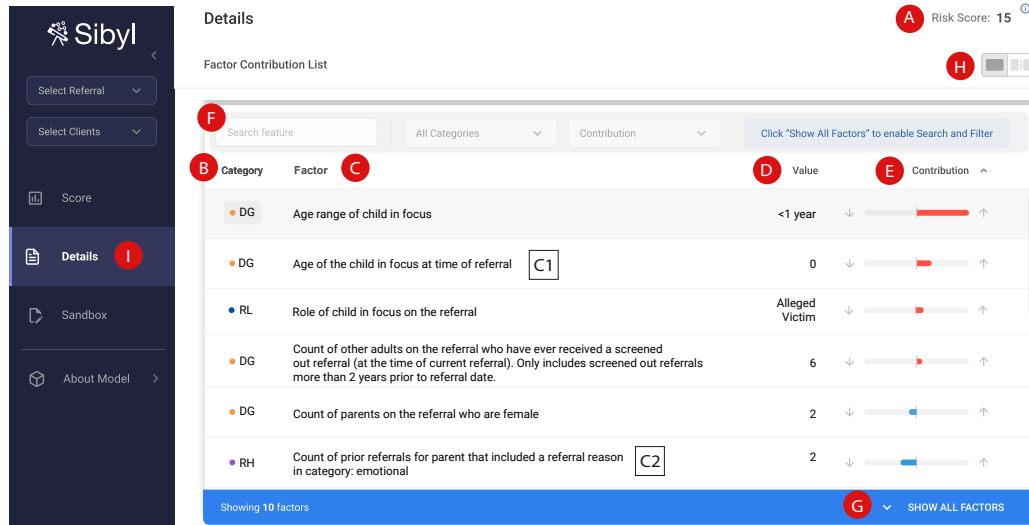 Sibyl
Details
A Risk Score: 15
Select Referral
Factor Contribution List
H
Select Clients
F
Search feature
All Categories
Contribution
Click "Show All Factors" to enable Search and Filter
B Category Factor C D Value E Contribution
Score
DG Age range of child in focus <1 year
Details I
DG Age of the child in focus at time of referral C1 0
Sandbox
RL Role of child in focus on the referral Alleged
Victim
DG Count of other adults on the referral who have ever received a screened
out referral (at the time of current referral). Only includes screened out referrals 6
more than 2 years prior to referral date.
About Model
DG Count of parents on the referral who are female 2
RH Count of prior referrals for parent that included a referral reason C2 2
in category: emotional
Showing 10 factors G SHOW ALL FACTORS